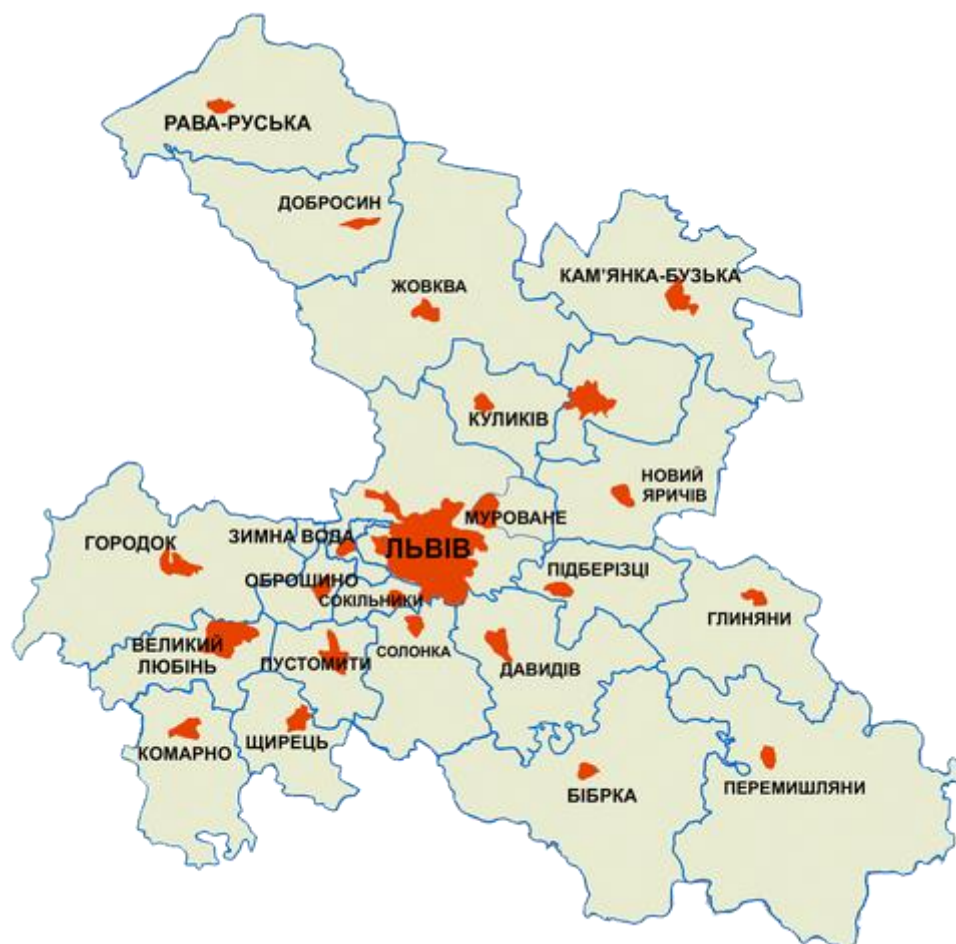 РАВА-РУСЬКА
ДОБРОСИН
КАМ'ЯНКА-БУЗЬКА
ЖОВКВА
КУЛИКІВ
НОВИЙ
ЯРИЧІВ
МУРОВАНЕ
ЗИМНА ВОДА
ЛЬВІВ
ГОРОДОК
ПІДБЕРІЗЦІ
ОБРОШИНО
СОКІЛЬНИКИ
ГЛИНЯНИ
ВЕЛИКИЙ
ЛЮБІНЬ
ПУСТОМИТИ
СОЛОНКА
ДАВИДІВ
ЩИРЕЦЬ
КОМАРНО
ПЕРЕМИШЛЯНИ
БІБРКА